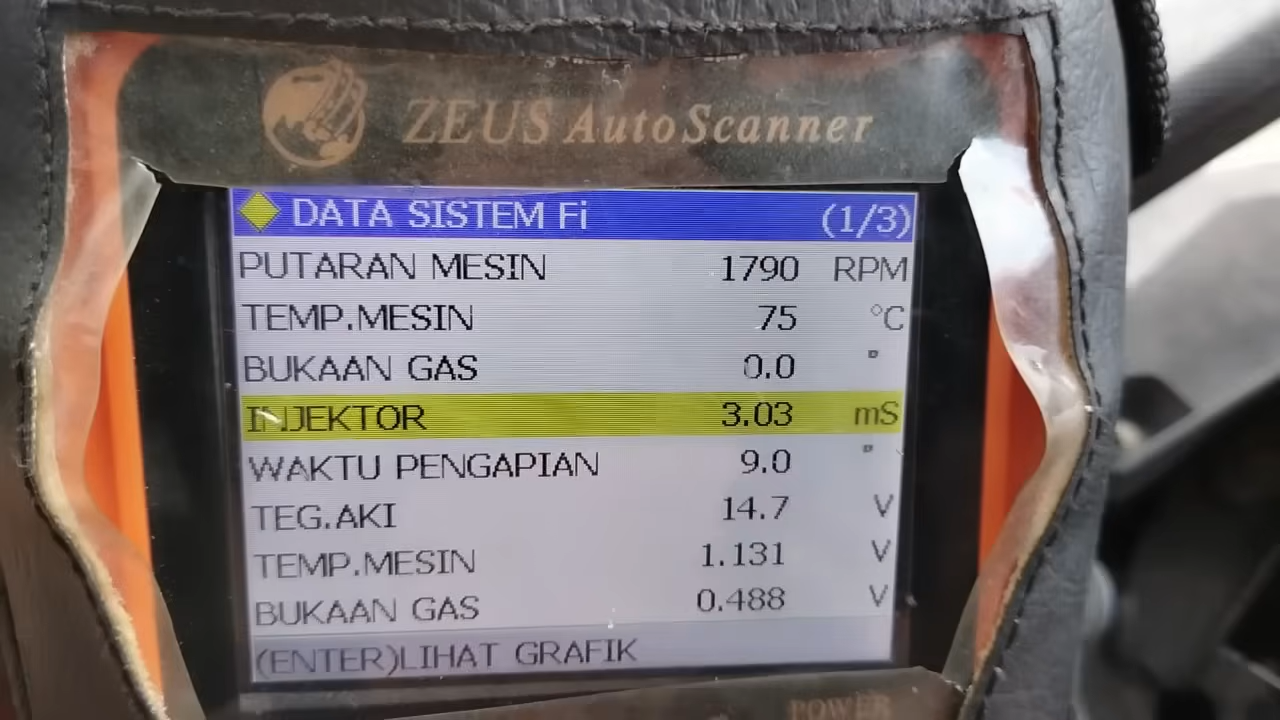 ZEUS AutoScanner
DATA SISTEM Fi (1/3)
PUTARAN MESIN 1790 RPM
TEMP.MESIN 75 °C
BUKAAN GAS 0.0 °
INJEKTOR 3.03 mS
WAKTU PENGAPIAN 9.0 °
TEG.AKI 14.7 V
TEMP.MESIN 1.131 V
BUKAAN GAS 0.488 V
(ENTER)LIHAT GRAFIK
POWER